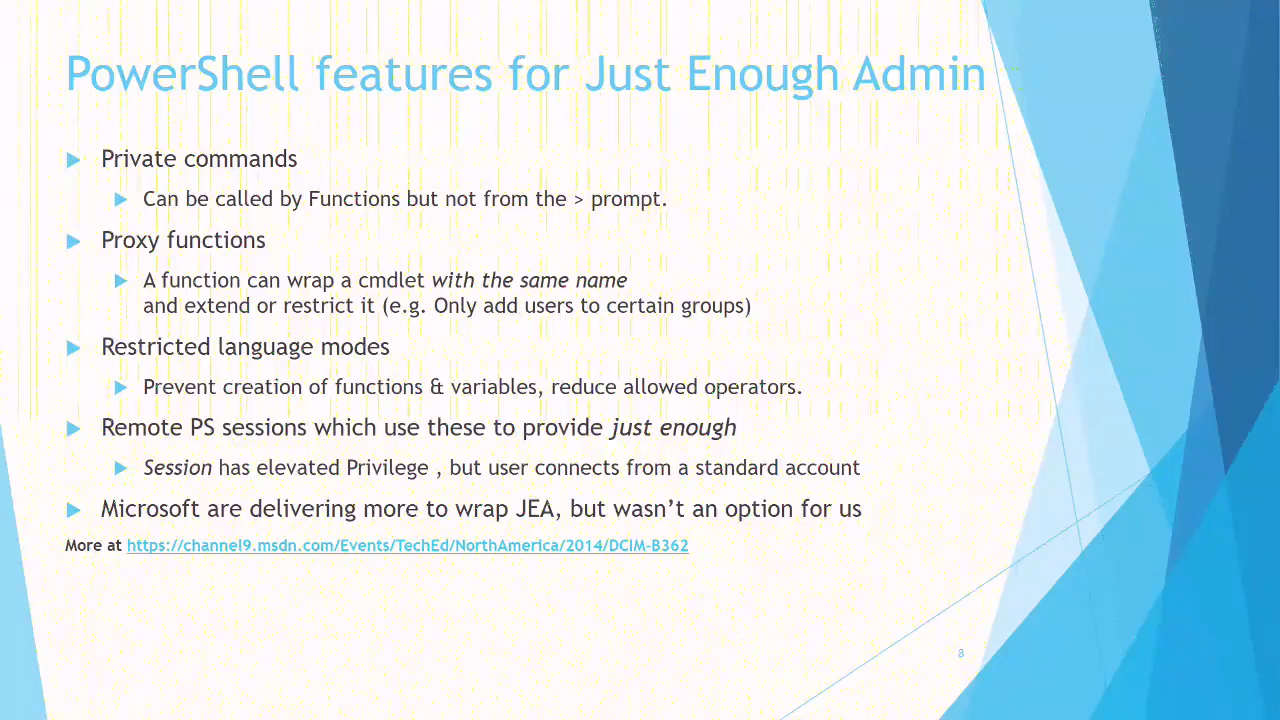 PowerShell features for Just Enough Admin
Private commands
Can be called by Functions but not from the > prompt.
Proxy functions
A function can wrap a cmdlet with the same name
and extend or restrict it (e.g. Only add users to certain groups)
Restricted language modes
Prevent creation of functions & variables, reduce allowed operators.
Remote PS sessions which use these to provide just enough
Session has elevated Privilege , but user connects from a standard account
Microsoft are delivering more to wrap JEA, but wasn’t an option for us
More at https://channel9.msdn.com/Events/TechEd/NorthAmerica/2014/DCIM-B362
8